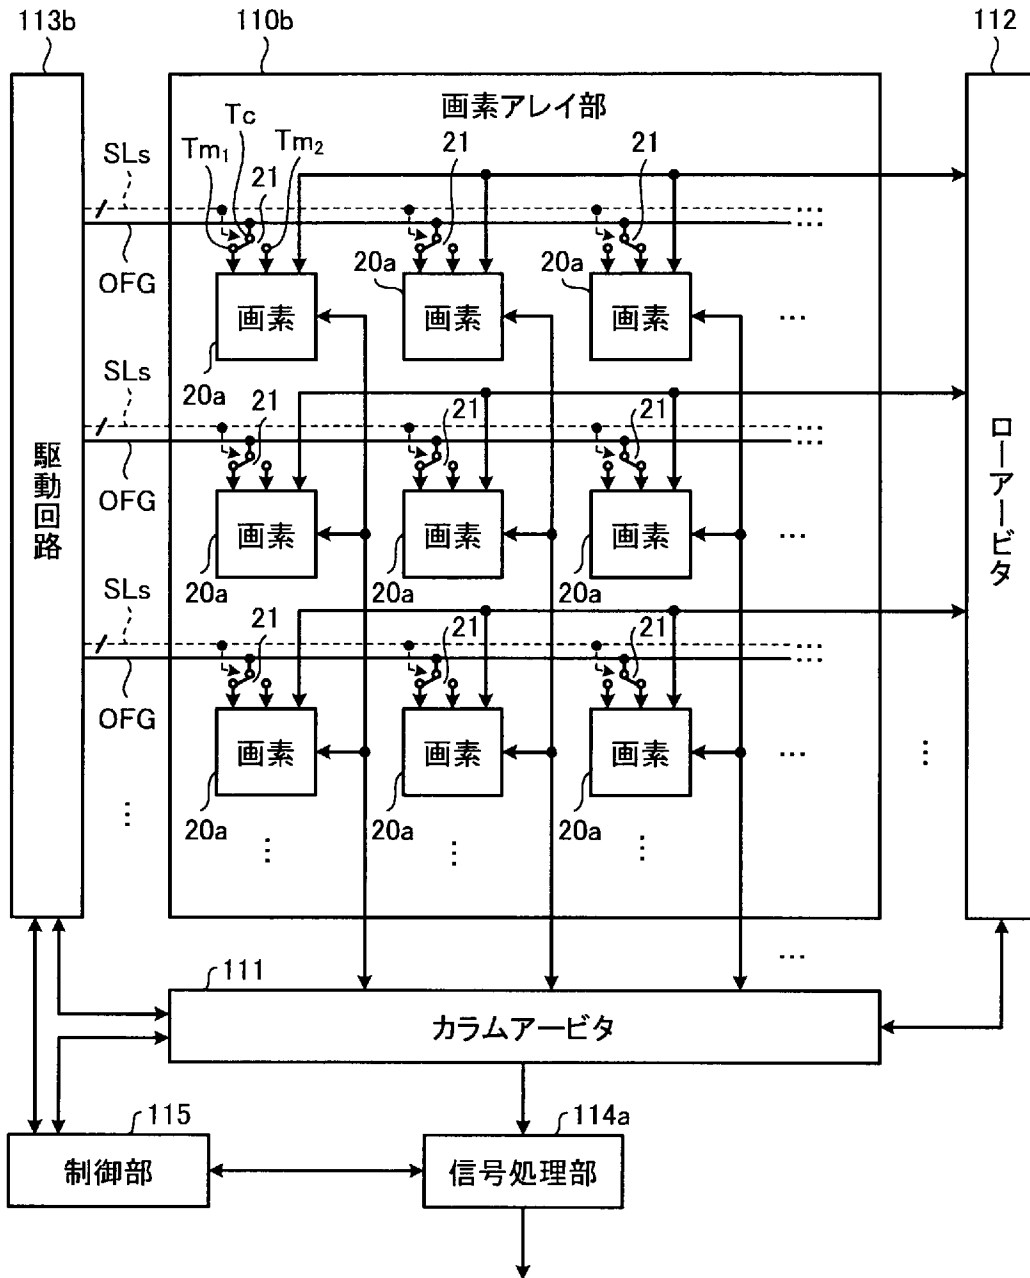 113b
110b
112
画素アレイ部
SLs
Tm₁
Tc
Tm₂
21
21
21
OFG
20a
20a
画素
画素
画素
...
20a
SLs
21
21
21
OFG
画素
画素
画素
...
20a
20a
20a
駆動回路
ローアービタ
SLs
21
21
21
OFG
画素
画素
画素
...
20a
20a
20a
...
111
カラムアービタ
115
114a
制御部
信号処理部